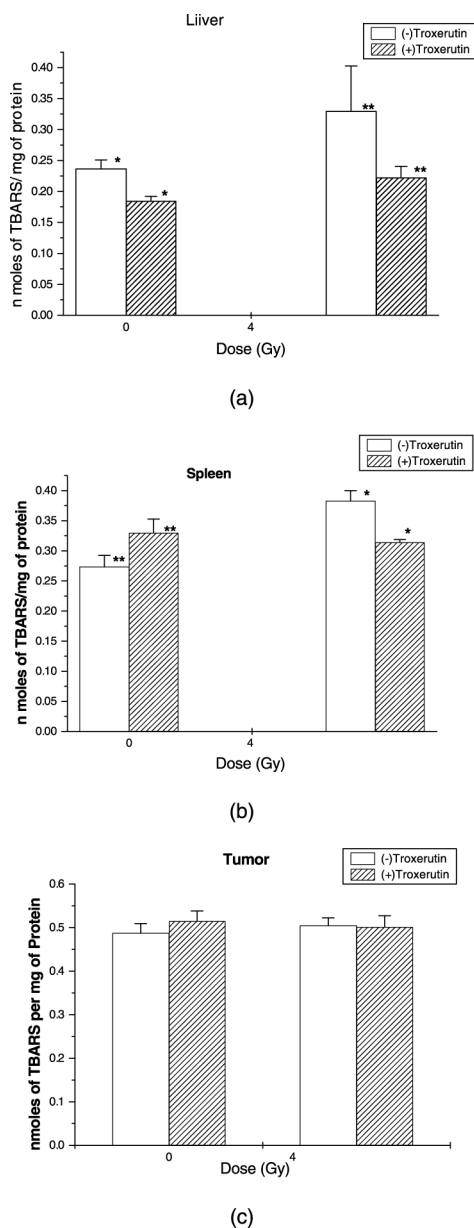 Liiver
(-)Troxerutin
(+)Troxerutin
n moles of TBARS/ mg of protein
0.40
0.35
0.30
0.25
0.20
0.15
0.10
0.05
0.00
*
*
**
**
0
4
Dose (Gy)
(a)
(-)Troxerutin
(+)Troxerutin
Spleen
n moles of TBARS/mg of protein
0.40
0.35
0.30
0.25
0.20
0.15
0.10
0.05
0.00
**
**
*
*
0
4
Dose (Gy)
(b)
Tumor
(-)Troxerutin
(+)Troxerutin
nmoles of TBARS per mg of Protein
0.6
0.5
0.4
0.3
0.2
0.1
0.0
0
4
Dose (Gy)
(c)